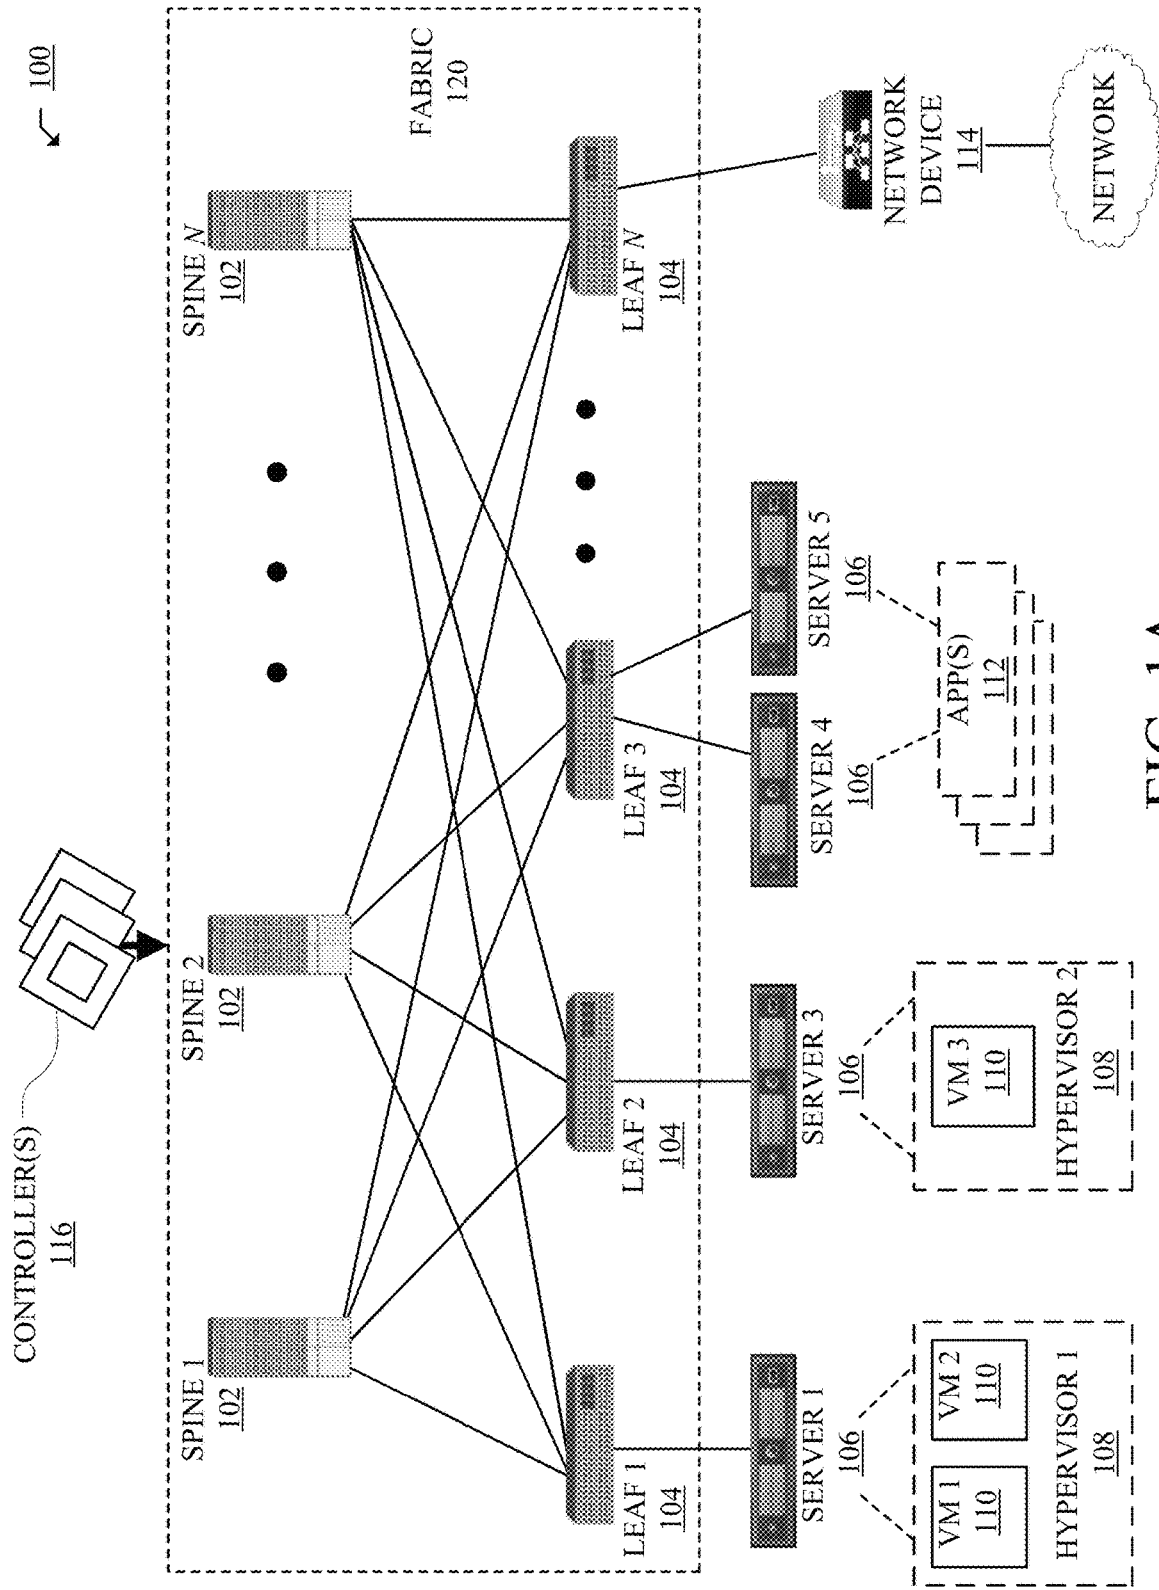 100
CONTROLLER(S)
116
SPINE 1
102
SPINE 2
102
SPINE N
102
FABRIC
120
LEAF 1
104
LEAF 2
104
LEAF 3
104
LEAF N
104
SERVER 1
106
SERVER 3
106
SERVER 4
106
SERVER 5
106
NETWORK
DEVICE
114
VM 1
110
VM 2
110
HYPERVISOR 1
108
VM 3
110
HYPERVISOR 2
108
APP(S)
112
NETWORK
FIG. 1A